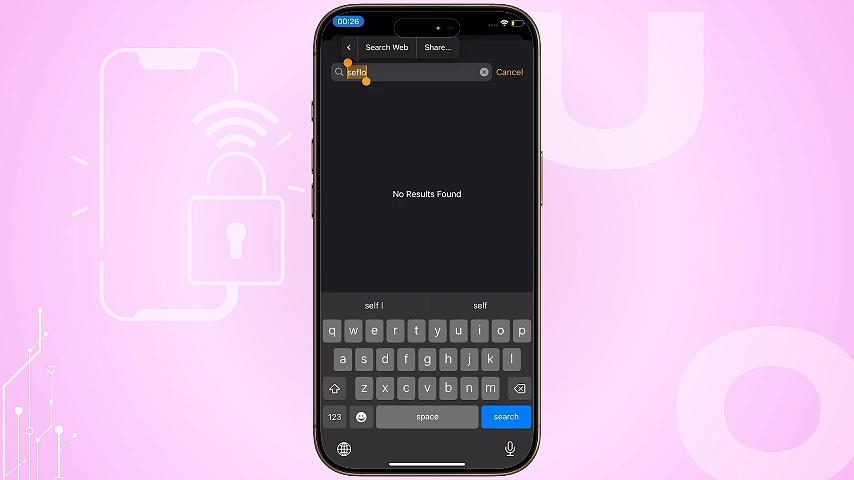 00:26
Search Web Share...
seflo Cancel
No Results Found
self l self
q w e r t y u i o p
a s d f g h j k l
z x c v b n m
123 space search
U
O